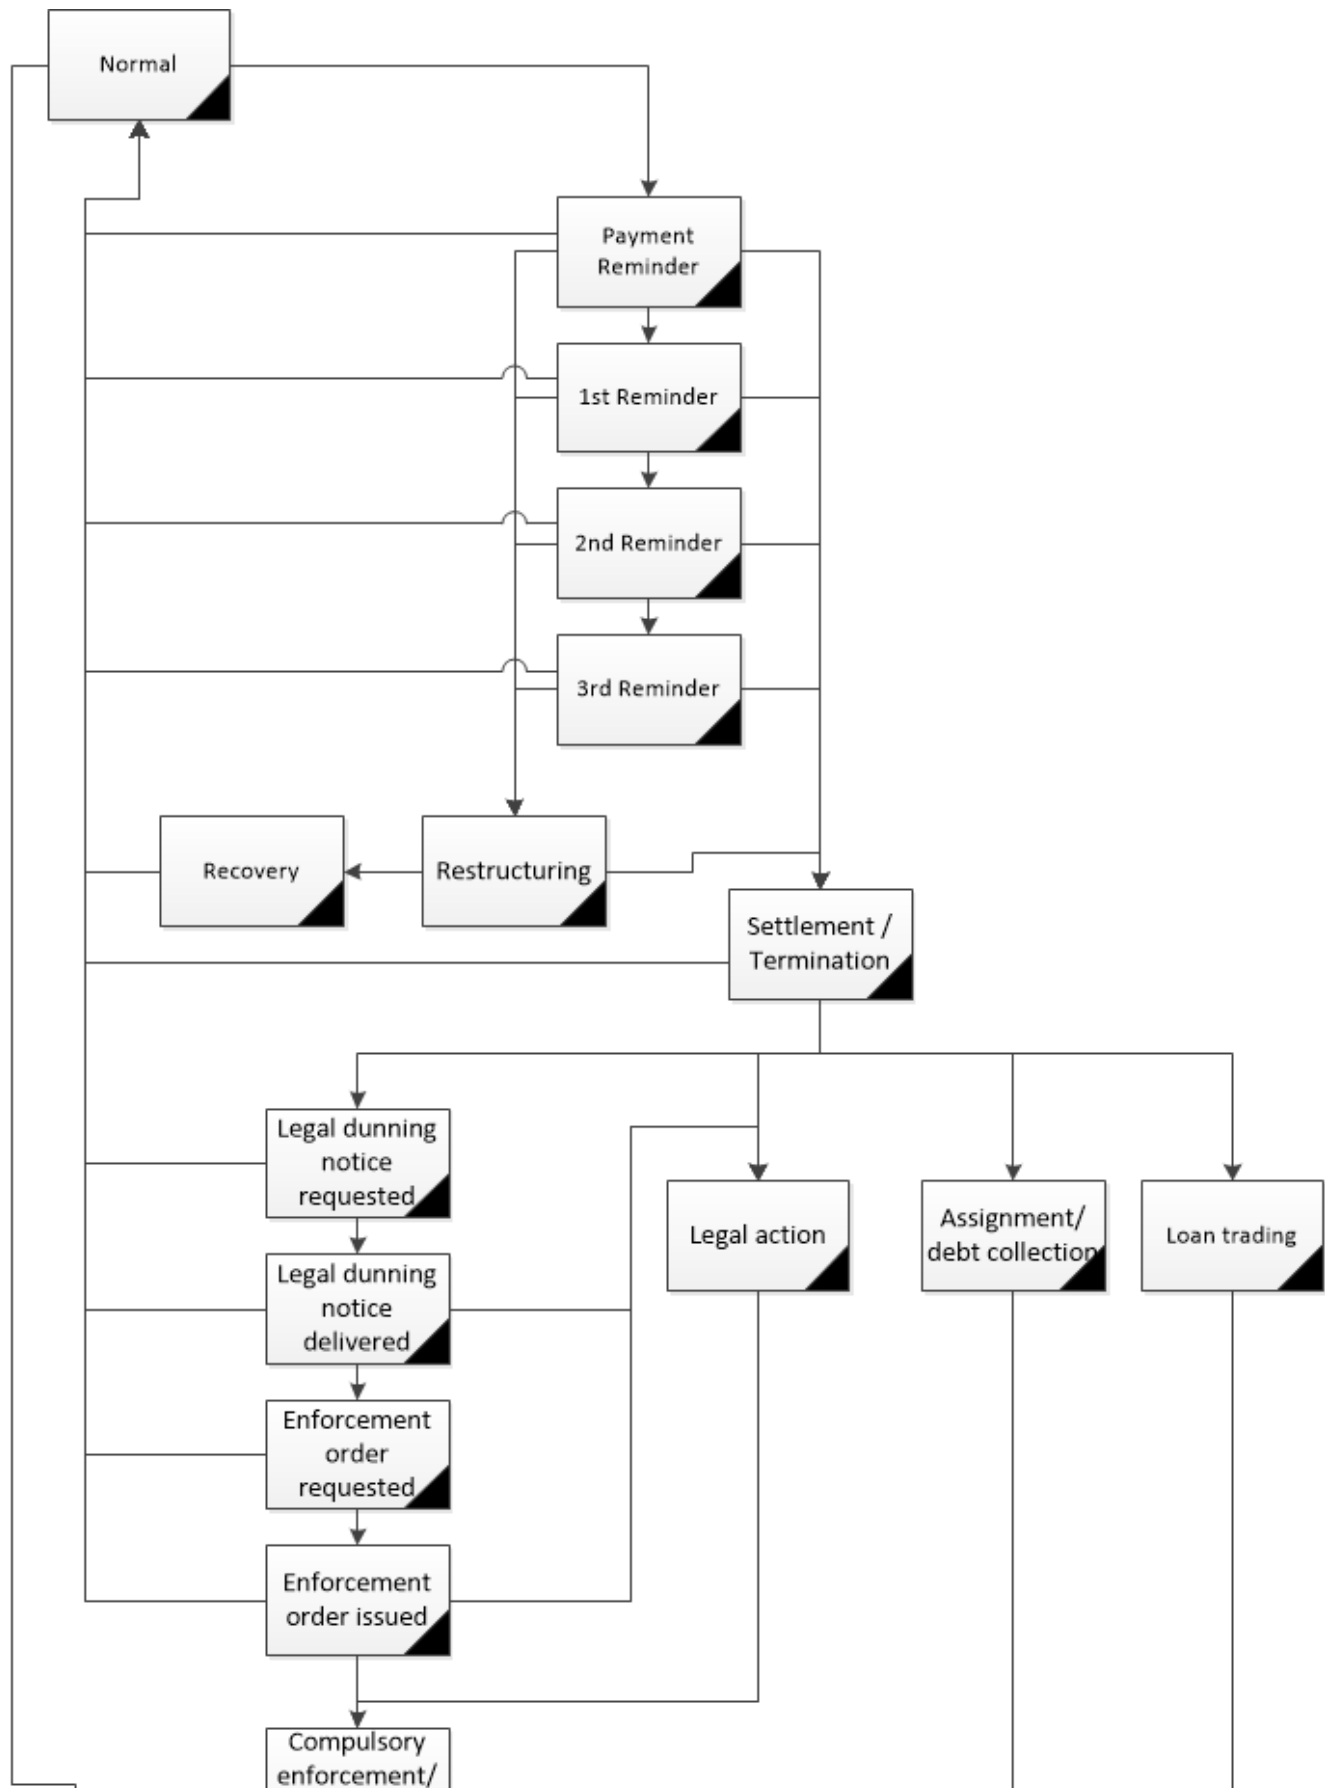 Normal
Payment
Reminder
1st Reminder
2nd Reminder
3rd Reminder
Recovery
Restructuring
Settlement /
Termination
Legal dunning
notice
requested
Legal action
Assignment/
debt collection
Loan trading
Legal dunning
notice
delivered
Enforcement
order
requested
Enforcement
order issued
Compulsory
enforcement/